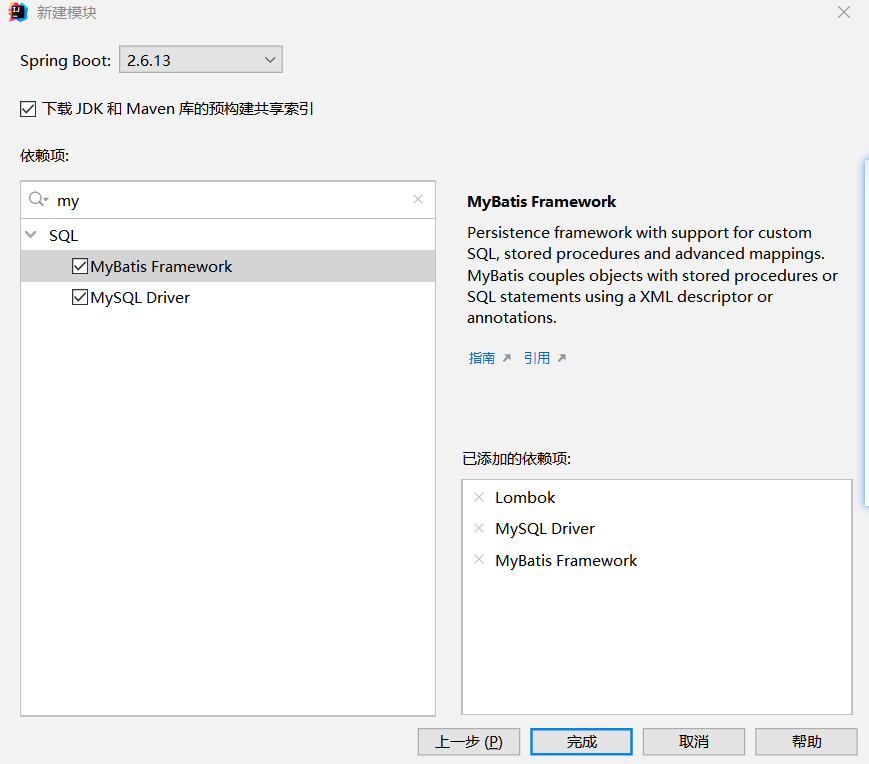 新建模块
Spring Boot: 2.6.13
下载 JDK 和 Maven 库的预构建共享索引
依赖项:
my
SQL
MyBatis Framework
MySQL Driver
MyBatis Framework
Persistence framework with support for custom
SQL, stored procedures and advanced mappings.
MyBatis couples objects with stored procedures or
SQL statements using a XML descriptor or
annotations.
指南 引用
已添加的依赖项:
Lombok
MySQL Driver
MyBatis Framework
上一步 (P) 完成 取消 帮助